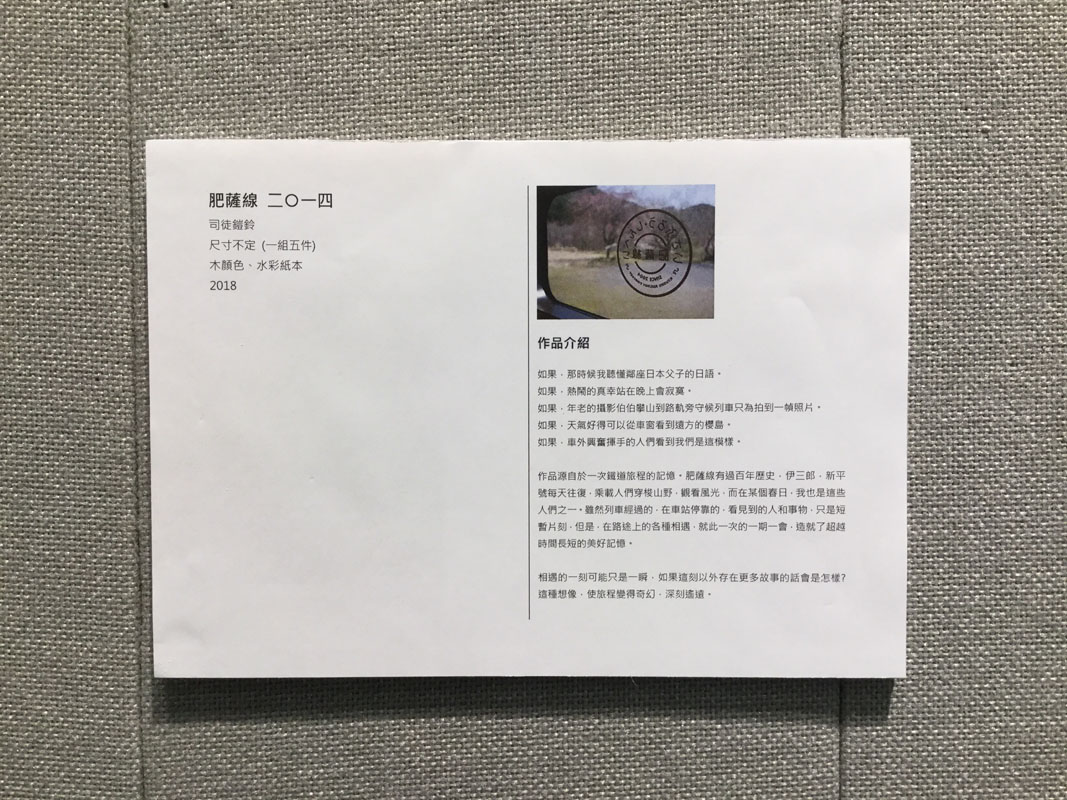 肥薩線 二〇一四
司徒鎧鈴
尺寸不定 (一組五件)
木顏色、水彩紙本
2018
作品介紹
如果，那時候我聽懂鄰座日本父子的日語。
如果，熱鬧的真幸站在晚上會寂寞。
如果，年老的攝影伯伯攀山到路軌旁守候列車只為拍到一幀照片。
如果，天氣好得可以從車窗看到遠方的櫻島。
如果，車外興奮揮手的人們看到我們是這模樣。
作品源自於一次鐵道旅程的記憶。肥薩線有過百年歷史，伊三郎，新平
號每天往復，乘載人們穿梭山野，觀看風光，而在某個春日，我也是這些
人們之一。雖然列車經過的，在車站停靠的，看見到的人和事物，只是短
暫片刻，但是，在路途上的各種相遇，就此一次的一期一會，造就了超越
時間長短的美好記憶。
相遇的一刻可能只是一瞬，如果這刻以外存在更多故事的話會是怎樣?
這種想像，使旅程變得奇幻，深刻遙遠。